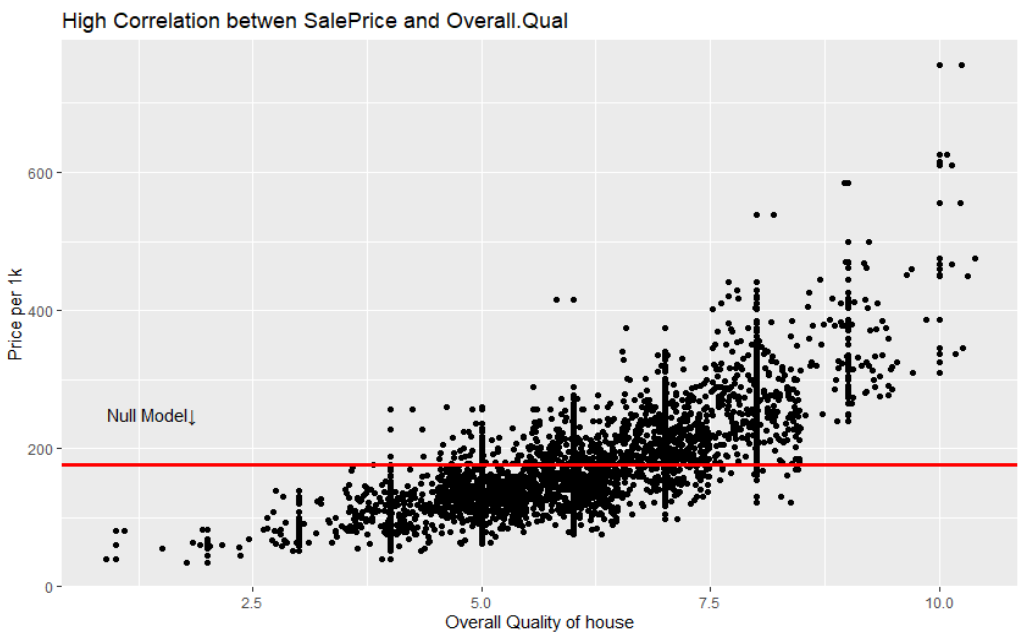 High Correlation betwen SalePrice and Overall.Qual
Price per 1k
600
400
200
0
Null Model↓
2.5
5.0
7.5
10.0
Overall Quality of house